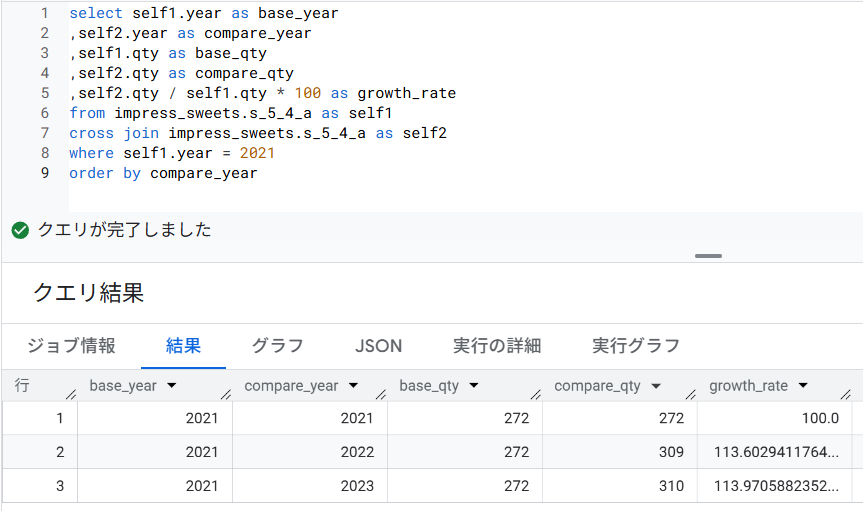 1 select self1.year as base_year
2 ,self2.year as compare_year
3 ,self1.qty as base_qty
4 ,self2.qty as compare_qty
5 ,self2.qty / self1.qty * 100 as growth_rate
6 from impress_sweets.s_5_4_a as self1
7 cross join impress_sweets.s_5_4_a as self2
8 where self1.year = 2021
9 order by compare_year
クエリが完了しました
クエリ結果
ジョブ情報 結果 グラフ JSON 実行の詳細 実行グラフ
行 base_year compare_year base_qty compare_qty growth_rate
1 2021 2021 272 272 100.0
2 2021 2022 272 309 113.6029411764...
3 2021 2023 272 310 113.9705882352...